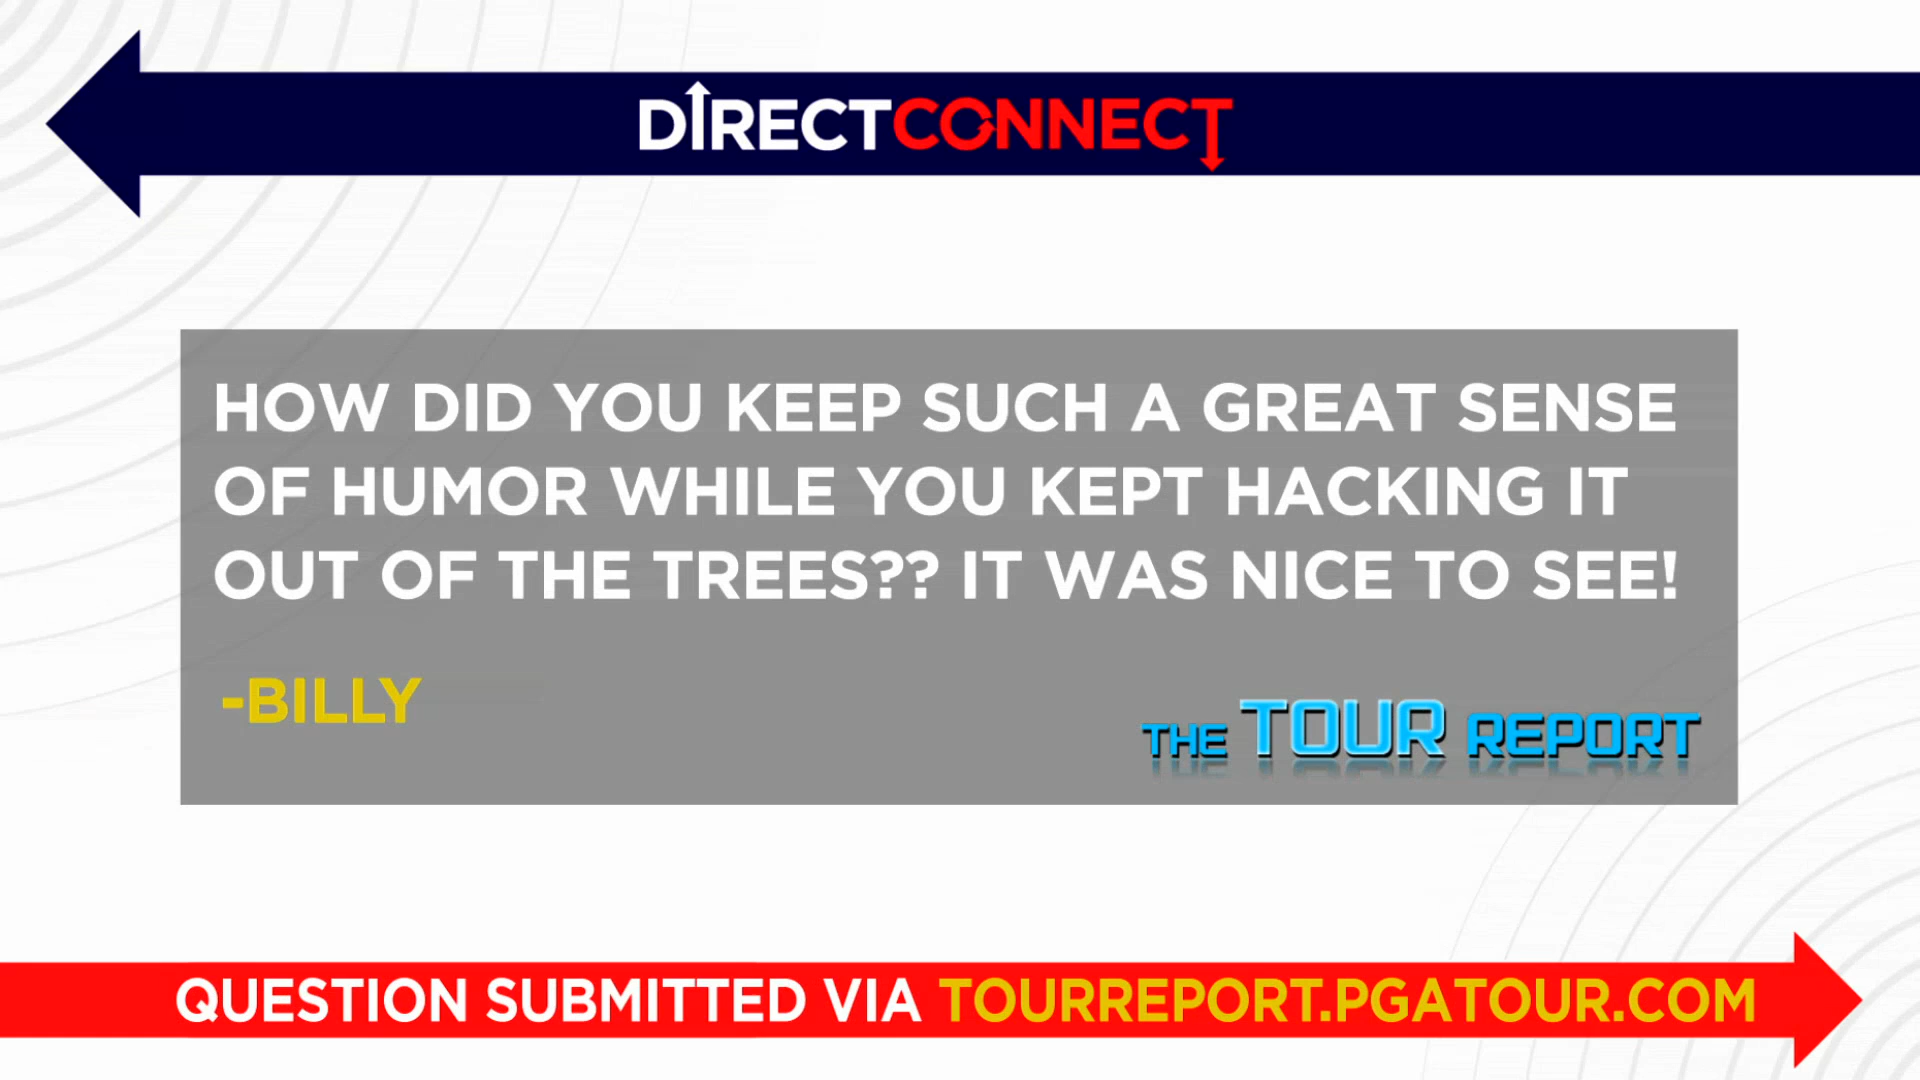 DIRECTCONNECT
HOW DID YOU KEEP SUCH A GREAT SENSE
OF HUMOR WHILE YOU KEPT HACKING IT
OUT OF THE TREES?? IT WAS NICE TO SEE!
-BILLY
THE TOUR REPORT
QUESTION SUBMITTED VIA TOURREPORT.PGATOUR.COM